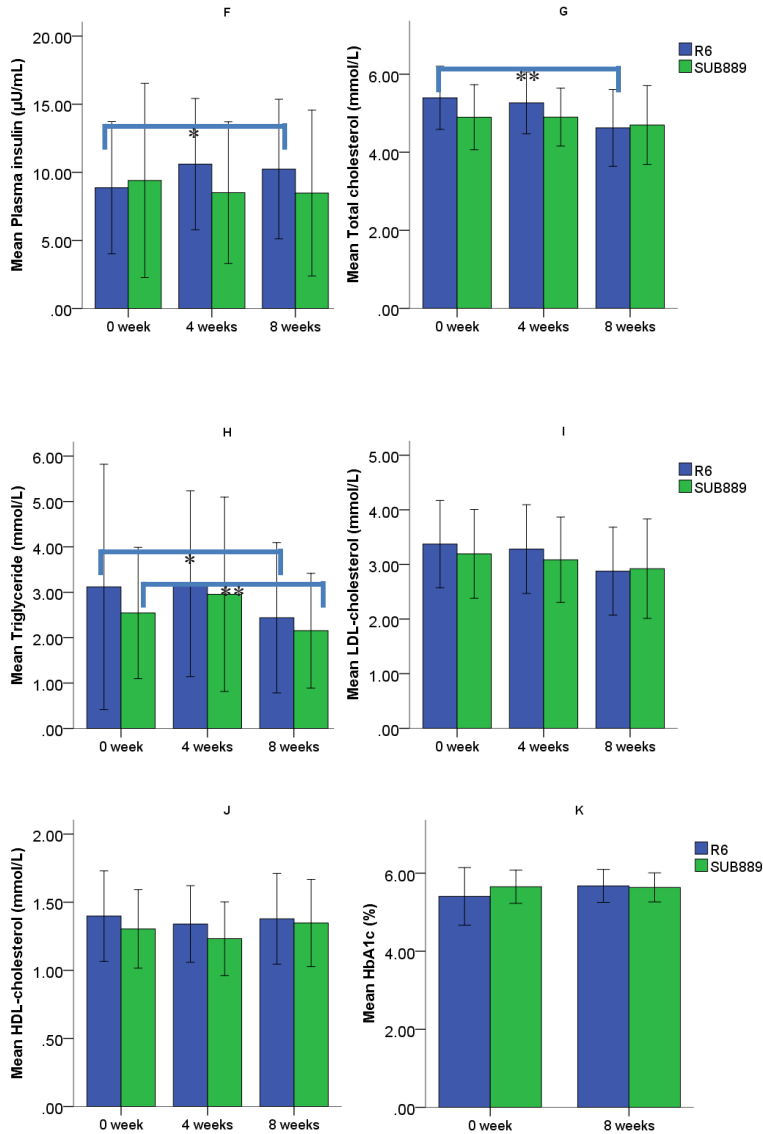 F
Mean Plasma insulin (μU/mL)
20.00
15.00
10.00
5.00
.00
*
0 week
4 weeks
8 weeks
G
Mean Total cholesterol (mmol/L)
6.00
4.00
2.00
.00
**
0 week
4 weeks
8 weeks
R6
SUB889
H
Mean Triglyceride (mmol/L)
6.00
5.00
4.00
3.00
2.00
1.00
.00
*
**
0 week
4 weeks
8 weeks
I
Mean LDL-cholesterol (mmol/L)
5.00
4.00
3.00
2.00
1.00
.00
0 week
4 weeks
8 weeks
R6
SUB889
J
Mean HDL-cholesterol (mmol/L)
2.00
1.50
1.00
.50
.00
0 week
4 weeks
8 weeks
K
Mean HbA1c (%)
6.00
4.00
2.00
.00
0 week
8 weeks
R6
SUB889